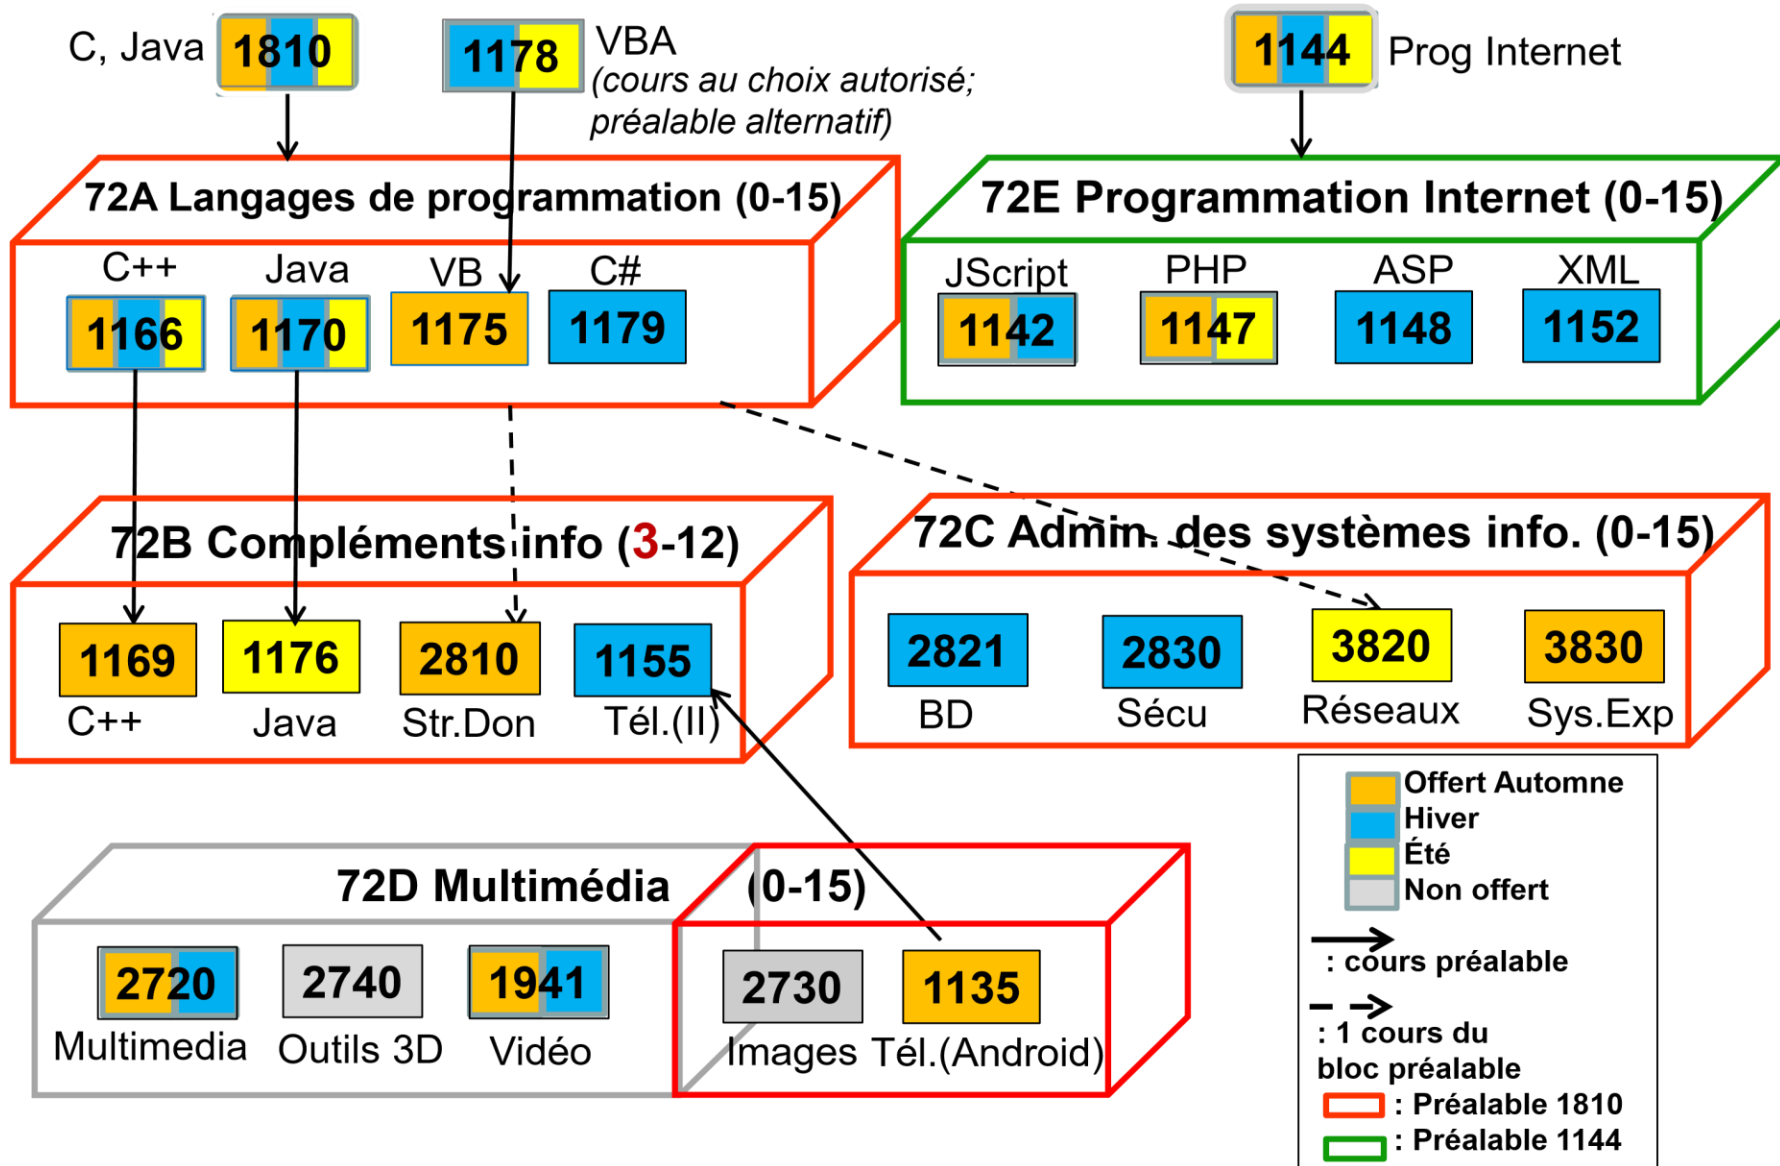 C, Java 1810
1178 VBA
(cours au choix autorisé;
préalable alternatif)
1144 Prog Internet
72A Langages de programmation (0-15)
C++ Java VB C#
1166 1170 1175 1179
72E Programmation Internet (0-15)
JScript PHP ASP XML
1142 1147 1148 1152
72B Compléments info (3-12)
1169 1176 2810 1155
C++ Java Str.Don Tél.(II)
72C Admin. des systèmes info. (0-15)
2821 2830 3820 3830
BD Sécu Réseaux Sys.Exp
72D Multimédia (0-15)
2720 2740 1941 2730 1135
Multimedia Outils 3D Vidéo Images Tél.(Android)
Offert Automne
Hiver
Été
Non offert
: cours préalable
: 1 cours du
bloc préalable
: Préalable 1810
: Préalable 1144